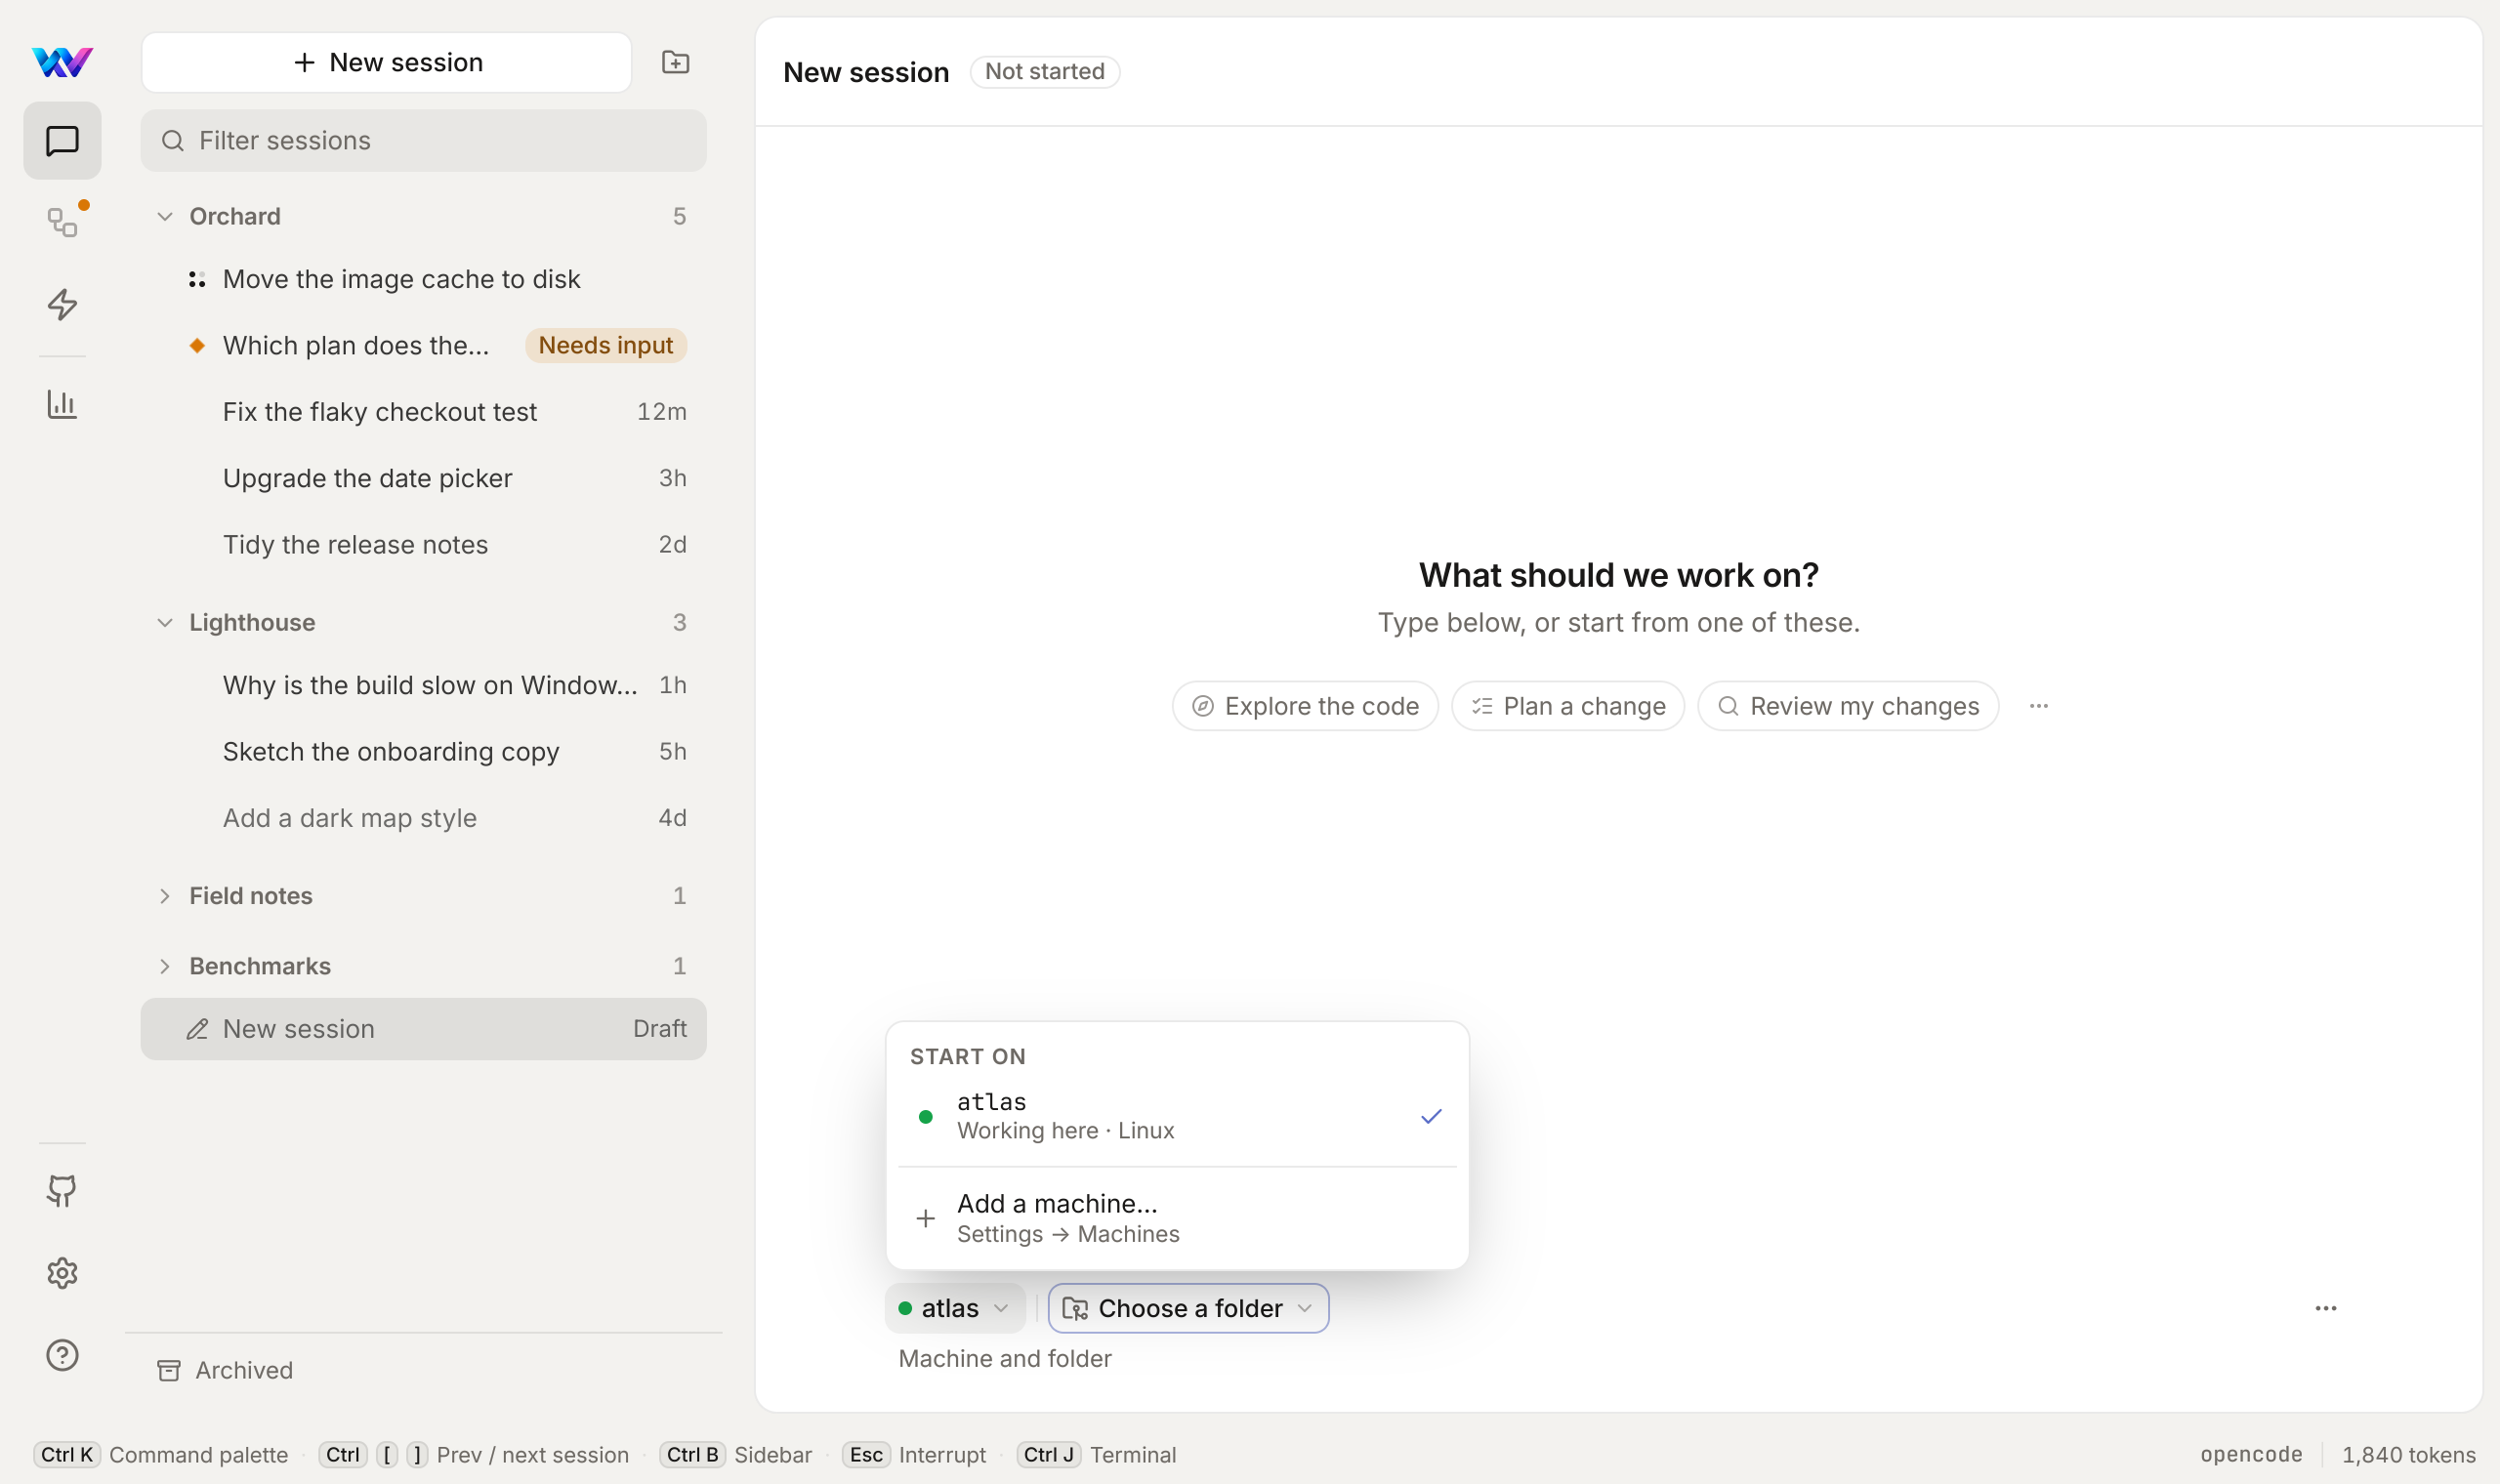 New session
Filter sessions
Orchard 5
Move the image cache to disk
Which plan does the... Needs input
Fix the flaky checkout test 12m
Upgrade the date picker 3h
Tidy the release notes 2d
Lighthouse 3
Why is the build slow on Window... 1h
Sketch the onboarding copy 5h
Add a dark map style 4d
Field notes 1
Benchmarks 1
New session Draft
Archived
New session Not started
What should we work on?
Type below, or start from one of these.
Explore the code Plan a change Review my changes
START ON
atlas
Working here · Linux
Add a machine...
Settings → Machines
atlas Choose a folder
Machine and folder
Ctrl K Command palette · Ctrl [ ] Prev / next session · Ctrl B Sidebar · Esc Interrupt · Ctrl J Terminal
opencode 1,840 tokens